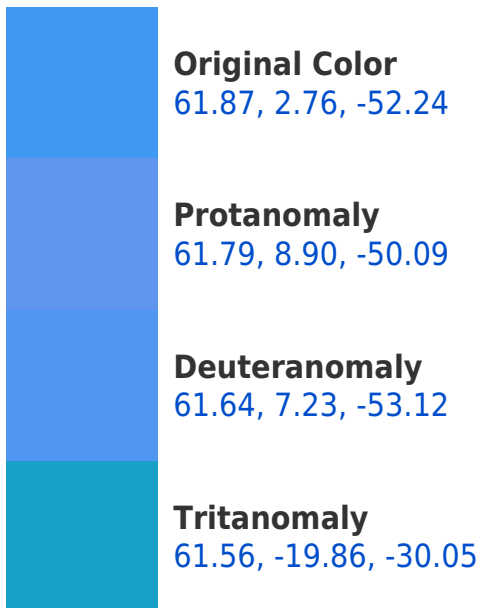 Original Color
61.87, 2.76, -52.24
Protanomaly
61.79, 8.90, -50.09
Deuteranomaly
61.64, 7.23, -53.12
Tritanomaly
61.56, -19.86, -30.05